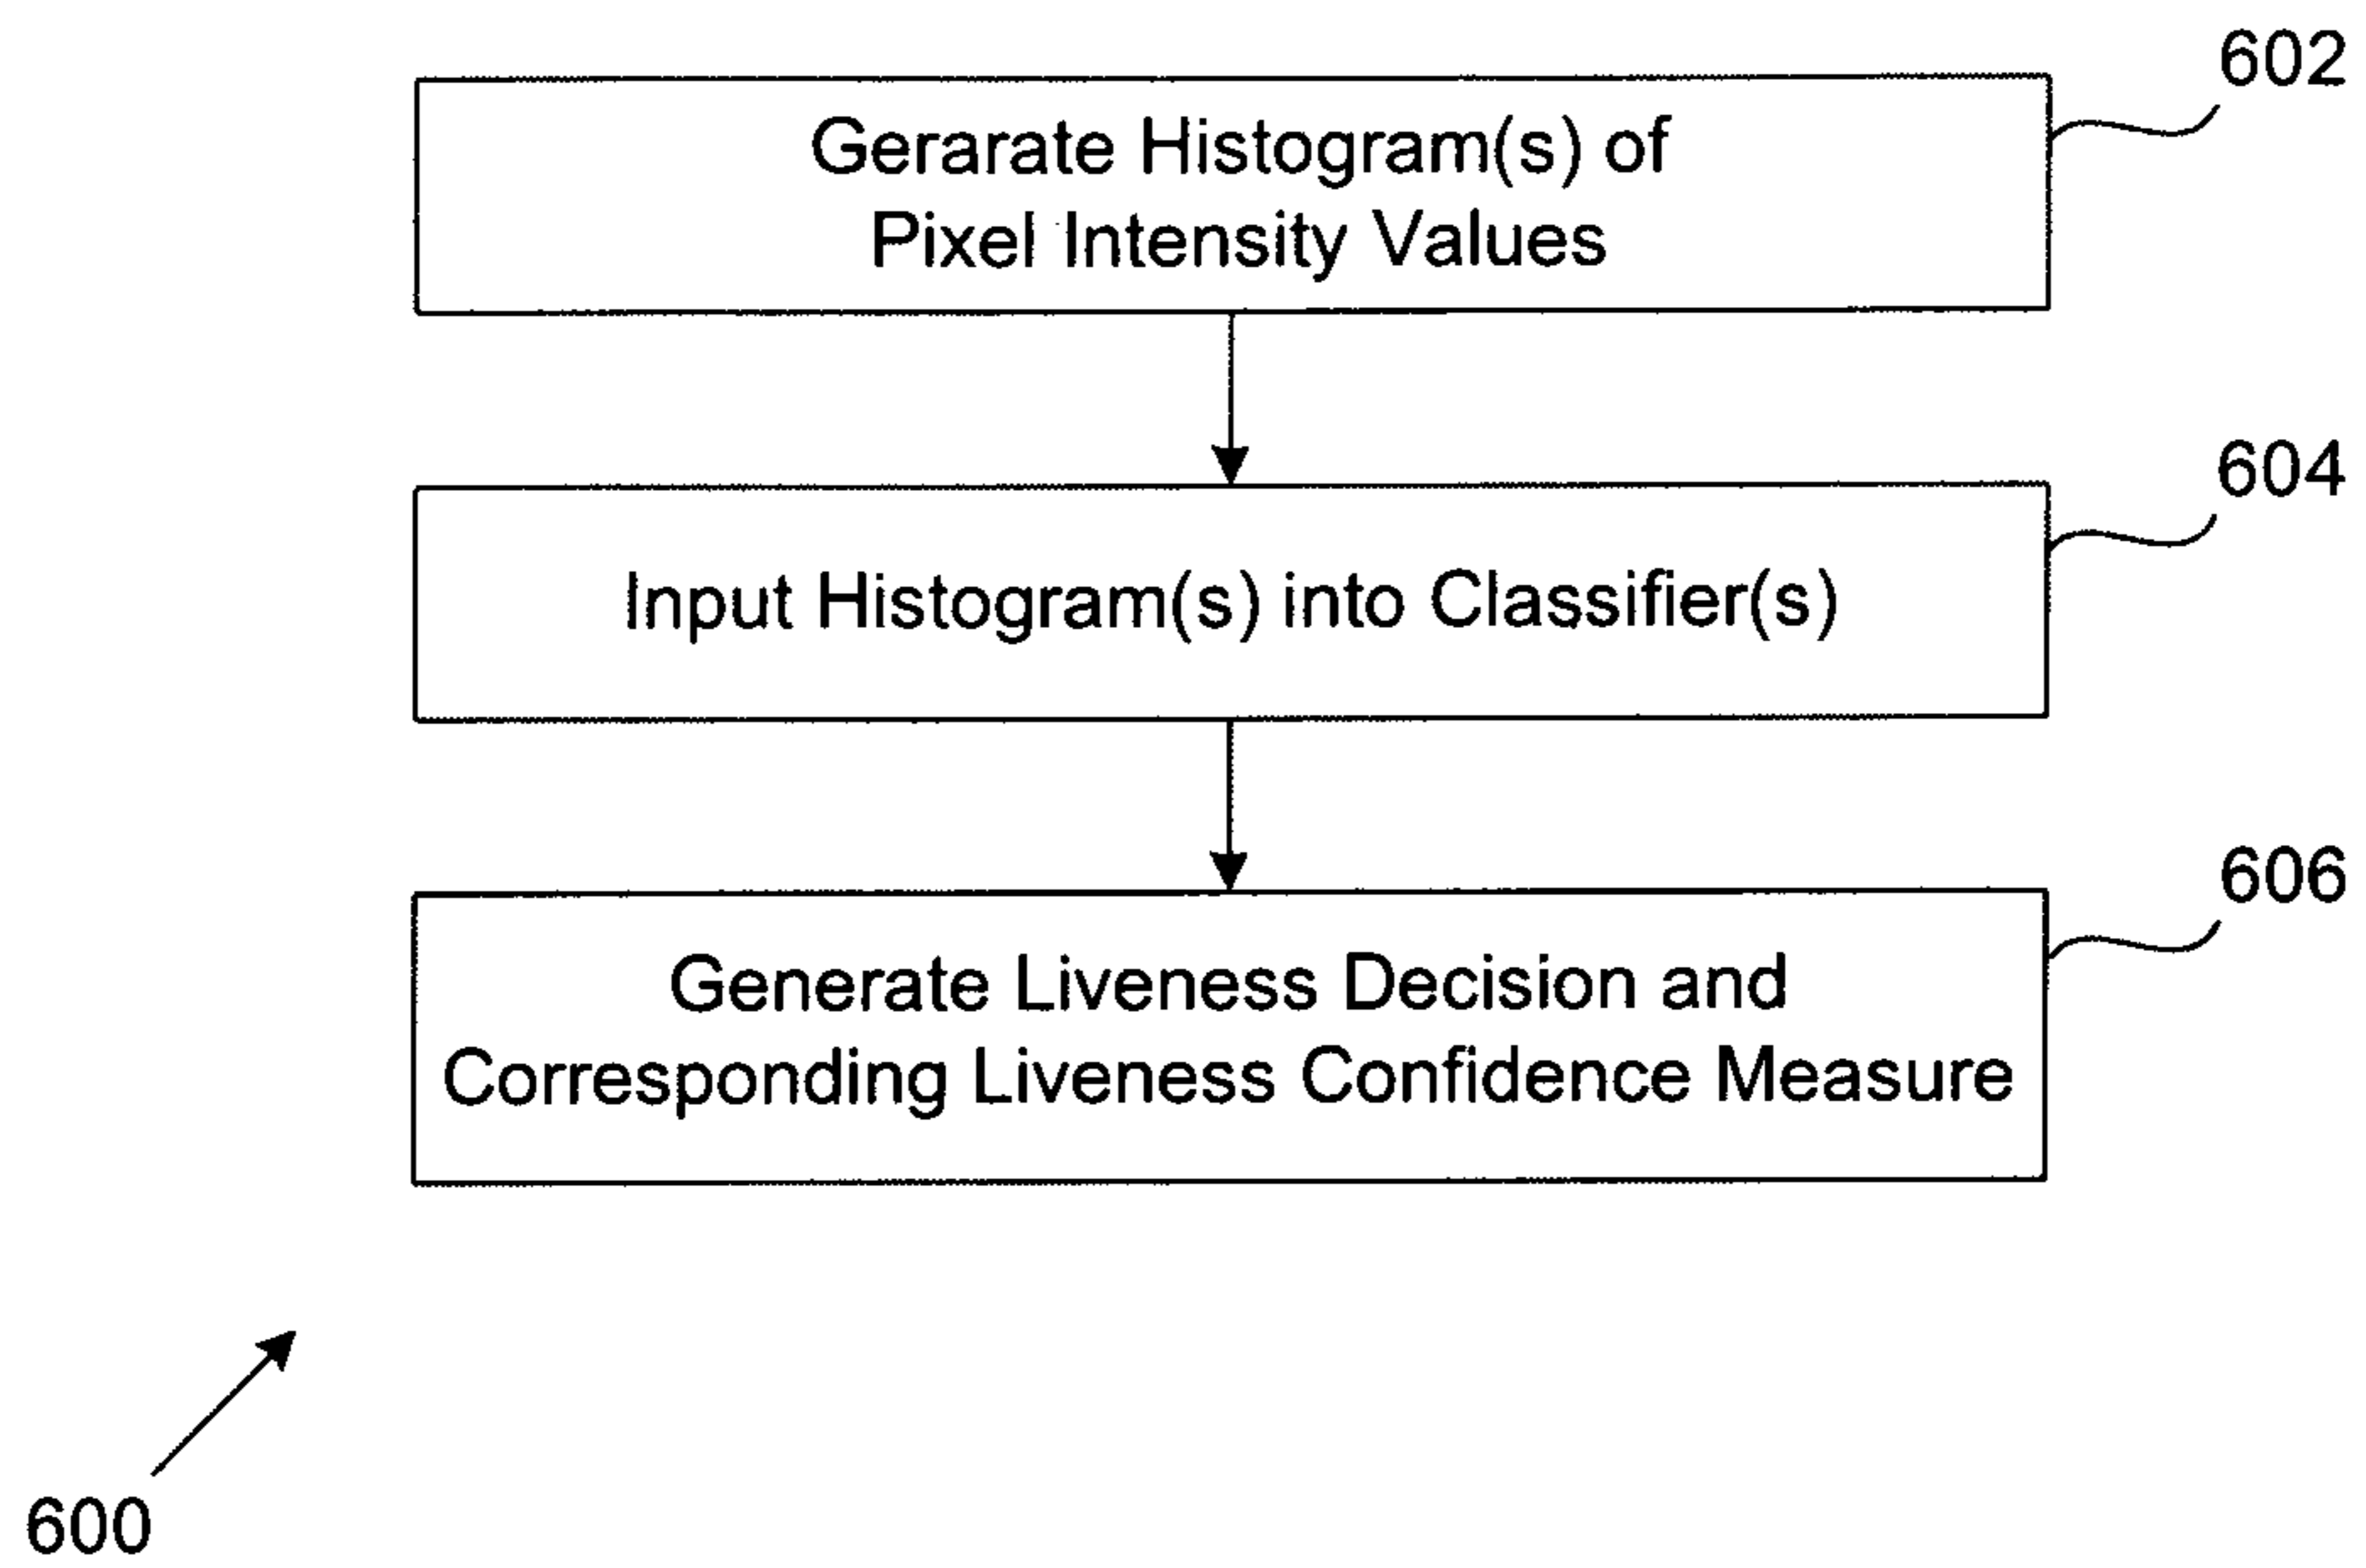 602
Gerarate Histogram(s) of
Pixel Intensity Values
604
Input Histogram(s) into Classifier(s)
606
Generate Liveness Decision and
Corresponding Liveness Confidence Measure
600